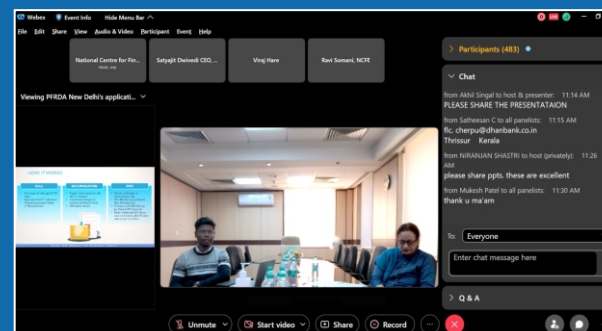 Webex
Event Info
Hide Menu Bar
File Edit Share View Audio & Video Participant Event Help
National Centre for Fin...
Host, me
Satyajit Dwivedi CEO, ...
Viraj Hare
Ravi Somani, NCFE
Viewing PFRDA New Delhi's applicati...
HOW IT WORKS
ACCUMULATION
Participants (483)
Chat
from Akhil Singal to host & presenter: 11:14 AM
PLEASE SHARE THE PRESENTATAION
from Satheesan C to all panelists: 11:15 AM
flc. cherpu@dhanbank.co.in
Thrissur Kerala
from NIRANJAN SHASTRI to host (privately): 11:26
AM
please share ppts. these are excellent
from Mukesh Patel to all panelists: 11:30 AM
thank u ma'am
To: Everyone
Enter chat message here
Q & A
Unmute
Start video
Share
Record